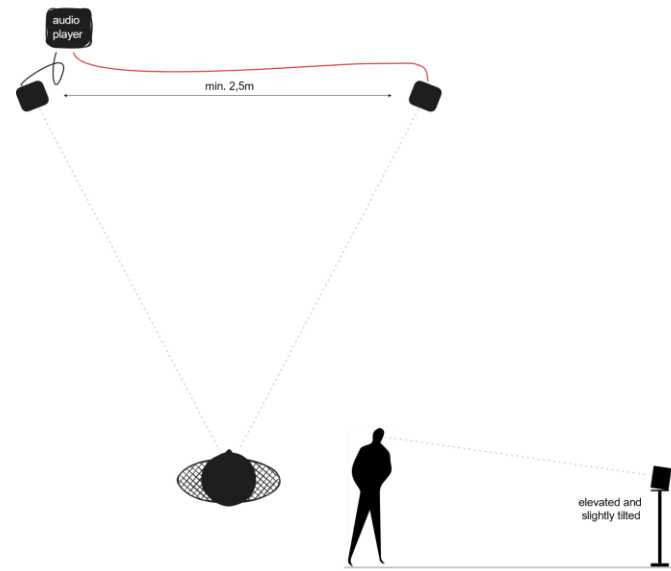 audio
player
min. 2,5m
elevated and
slightly tilted